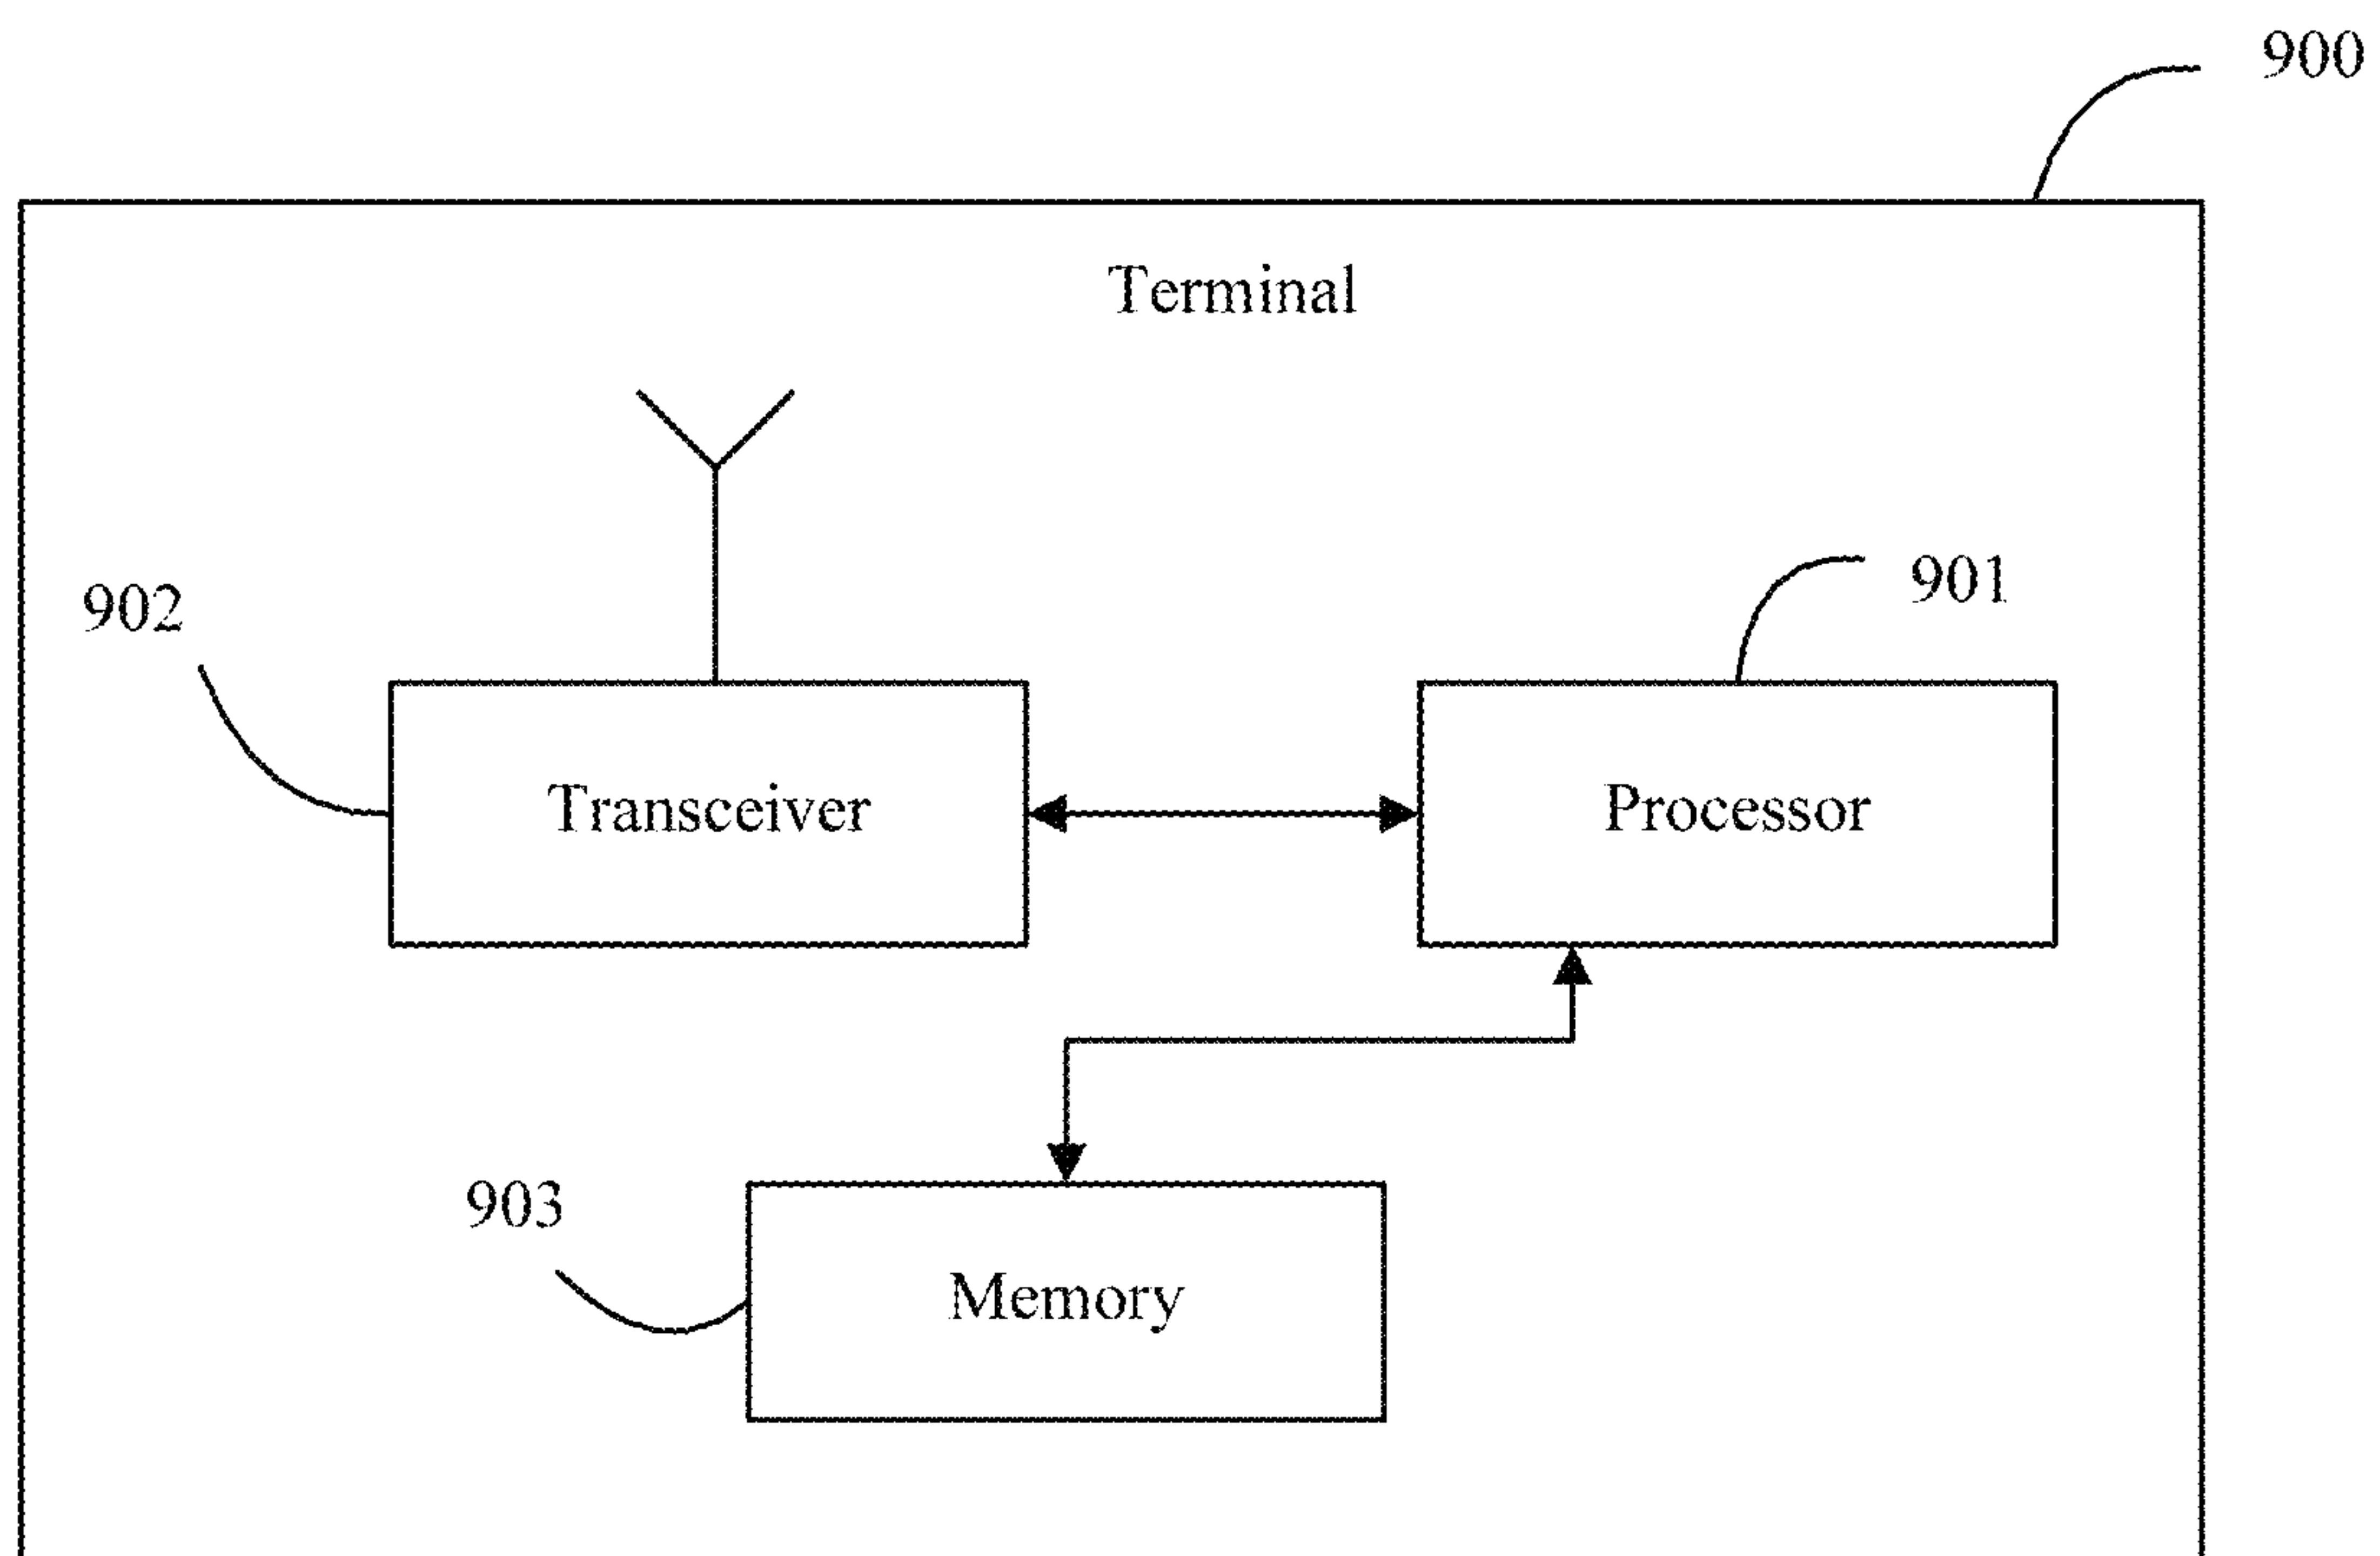 900
Terminal
902
901
Transceiver
Processor
903
Memory